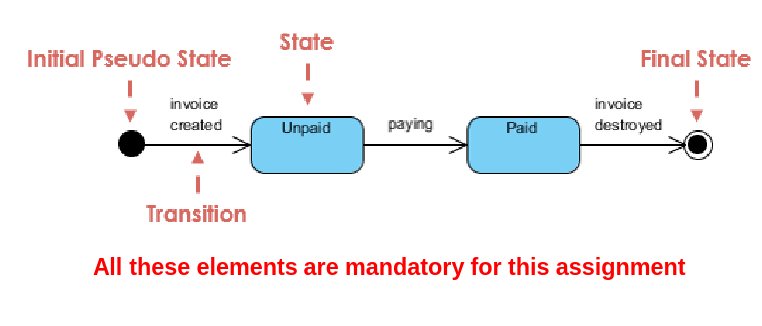 State
Initial Pseudo State
Final State
invoice
created
Unpaid
paying
Paid
invoice
destroyed
Transition
All these elements are mandatory for this assignment